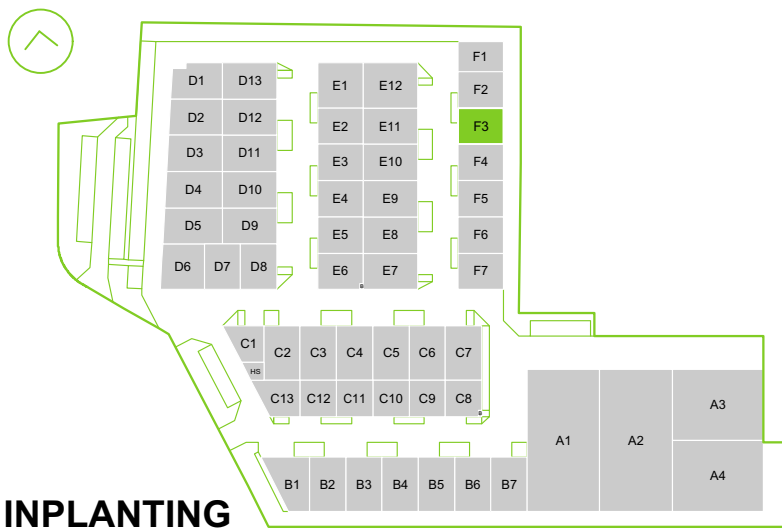 F1
F2
F3
F4
F5
F6
F7
E1 E12
E2 E11
E3 E10
E4 E9
E5 E8
E6 E7
D1 D13
D2 D12
D3 D11
D4 D10
D5 D9
D6 D7 D8
C1 C2 C3 C4 C5 C6 C7
HS
C13 C12 C11 C10 C9 C8
B1 B2 B3 B4 B5 B6 B7
A1 A2 A3
A4
INPLANTING